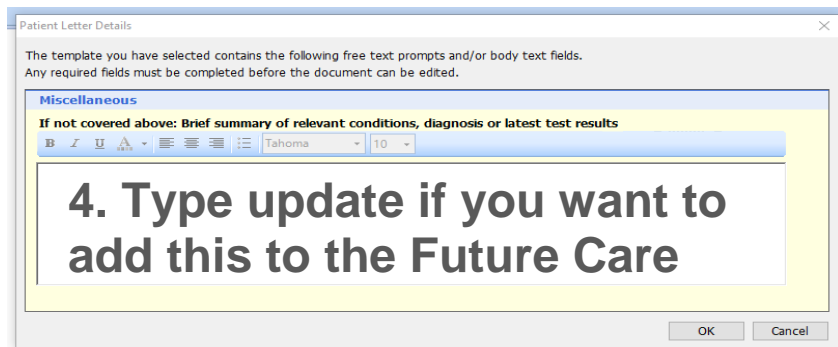 Patient Letter Details
The template you have selected contains the following free text prompts and/or body text fields.
Any required fields must be completed before the document can be edited.
Miscellaneous
If not covered above: Brief summary of relevant conditions, diagnosis or latest test results
B I U A Tahoma 10
4. Type update if you want to
add this to the Future Care
OK Cancel